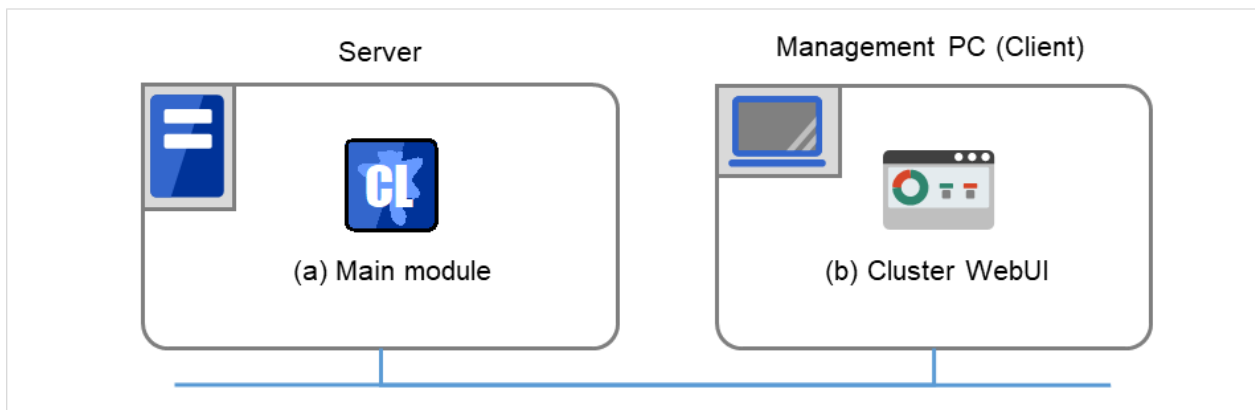 Server
Management PC (Client)
CL
(a) Main module
(b) Cluster WebUI